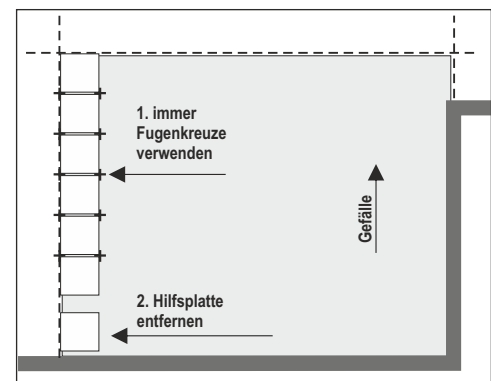 1. immer
Fugenkreuze
verwenden
Gefälle
2. Hilfsplatte
entfernen